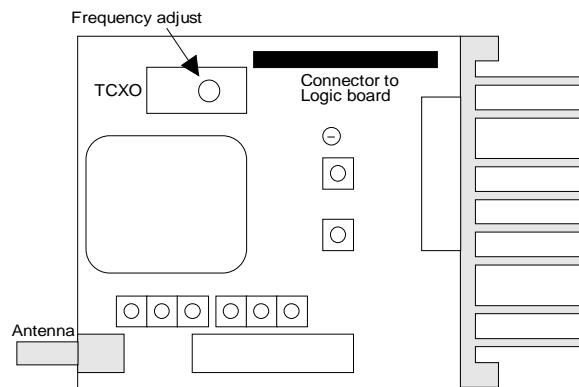 Frequency adjust
TCXO
Connector to
Logic board
Antenna